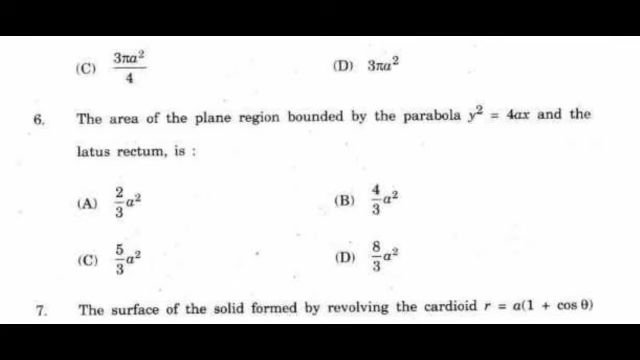 (C) 3πa²/4 (D) 3πa²
6. The area of the plane region bounded by the parabola y² = 4ax and the
latus rectum, is :
(A) 2/3 a² (B) 4/3 a²
(C) 5/3 a² (D) 8/3 a²
7. The surface of the solid formed by revolving the cardioid r = a(1 + cos θ)